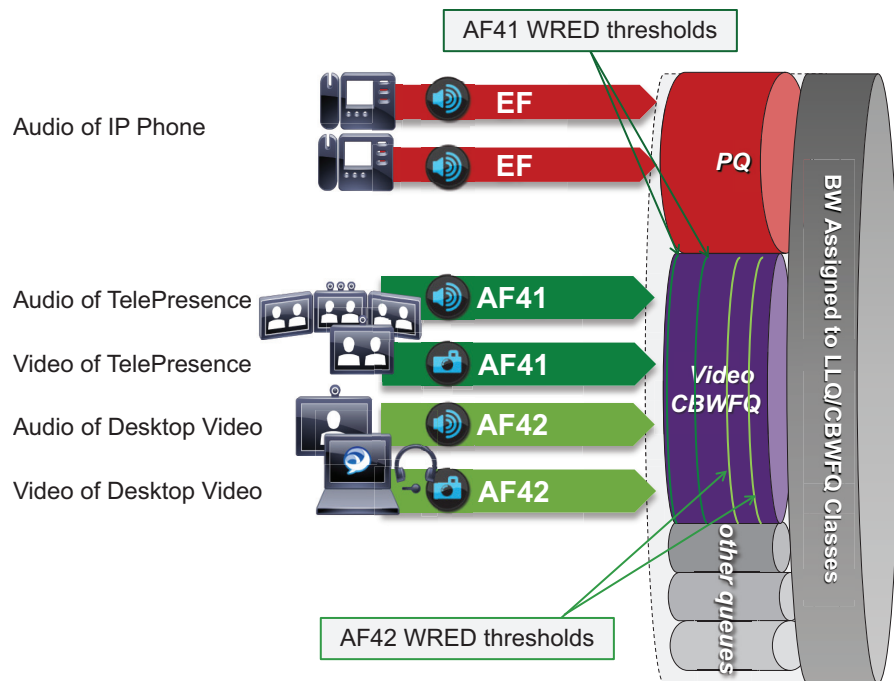 AF41 WRED thresholds
Audio of IP Phone
EF
EF
PQ
Audio of TelePresence
AF41
Video of TelePresence
AF41
Audio of Desktop Video
AF42
Video of Desktop Video
AF42
Video
CBWFQ
other queues
BW Assigned to LLQ/CBWFQ Classes
AF42 WRED thresholds